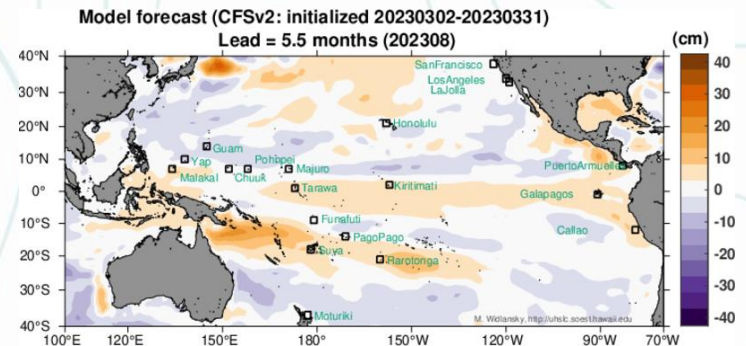 Model forecast (CFSv2: initialized 20230302-20230331)
Lead = 5.5 months (202308)
(cm)
40°N
30°N
20°N
10°N
0°
10°S
20°S
30°S
40°S
SanFrancisco
LosAngeles
LaJolla
Honolulu
Guam
Yap
Pohnpei
Majuro
PuertoArmuelles
Malakal
Chuuk
Tarawa
Kiritimati
Galapagos
Funafuti
Callao
PagoPago
Suva
Rarotonga
Moturiki
M. Widlansky, http://uhslc.soest.hawaii.edu
100°E
120°E
150°E
180°
150°W
120°W
90°W
70°W
40
30
20
10
0
-10
-20
-30
-40